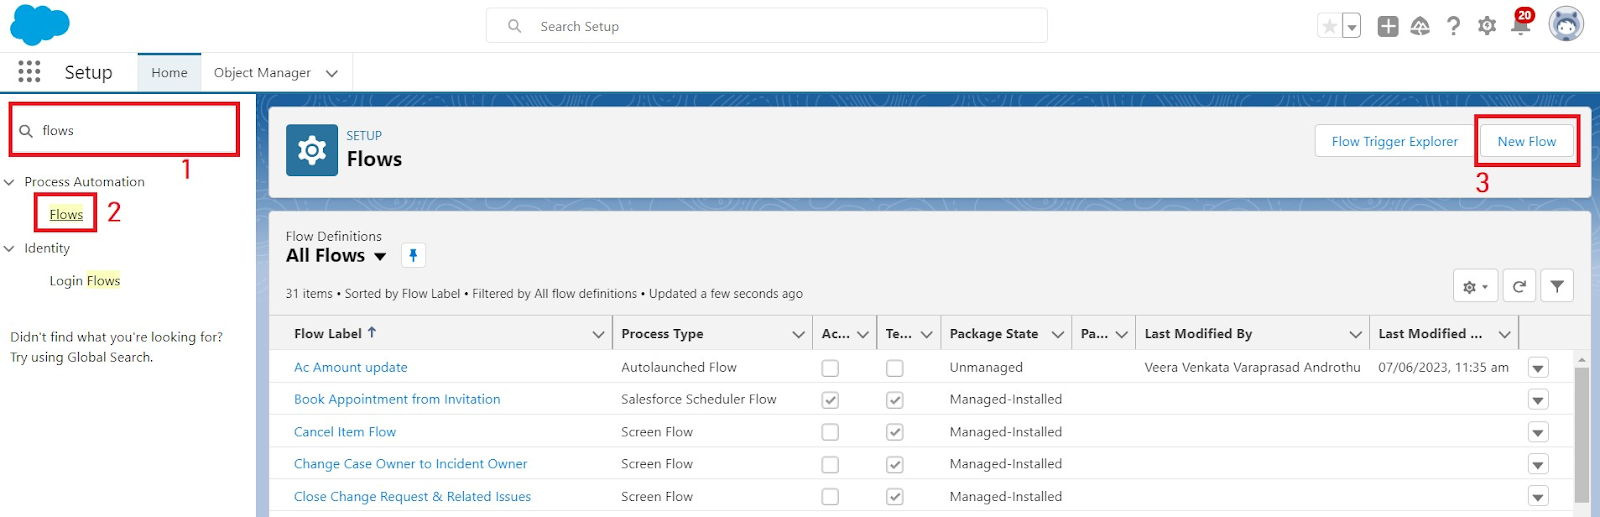 Search Setup
20
Setup
Home
Object Manager
flows
1
Process Automation
Flows
2
Identity
Login Flows
Didn't find what you're looking for?
Try using Global Search.
SETUP
Flows
Flow Trigger Explorer
New Flow
3
Flow Definitions
All Flows
31 items • Sorted by Flow Label • Filtered by All flow definitions • Updated a few seconds ago
Flow Label ↑ Process Type Ac... Te... Package State Pa... Last Modified By Last Modified ...
Ac Amount update Autolaunched Flow Unmanaged Veera Venkata Varaprasad Androthu 07/06/2023, 11:35 am
Book Appointment from Invitation Salesforce Scheduler Flow Managed-Installed
Cancel Item Flow Screen Flow Managed-Installed
Change Case Owner to Incident Owner Screen Flow Managed-Installed
Close Change Request & Related Issues Screen Flow Managed-Installed